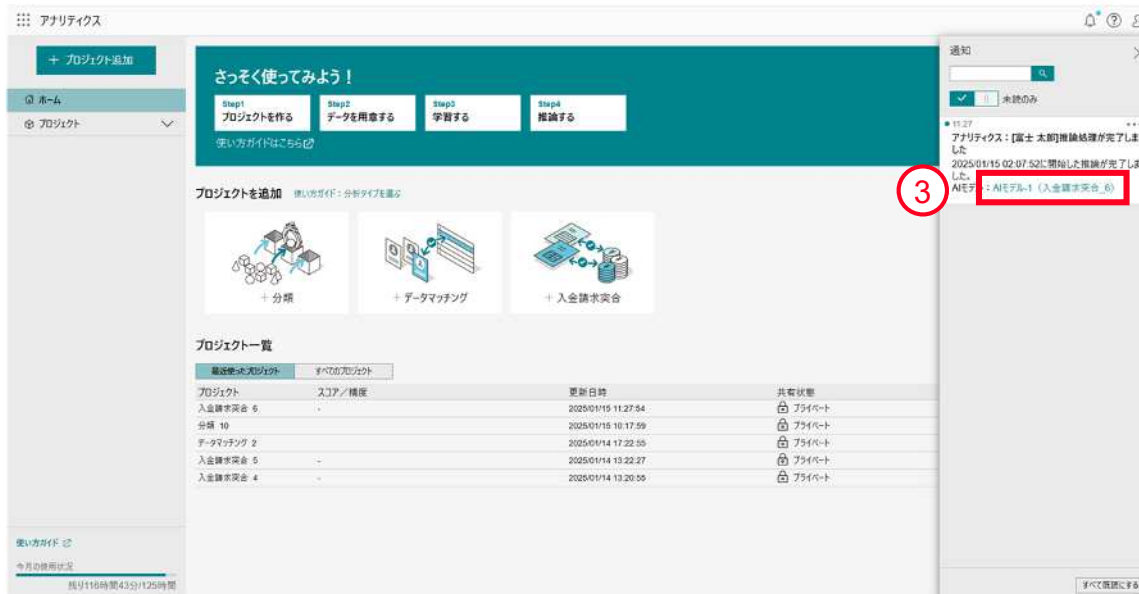 アナリティクス
+ プロジェクト追加
ホーム
プロジェクト
さっそく使ってみよう！
Step1
プロジェクトを作る
Step2
データを用意する
Step3
学習する
Step4
推論する
使い方ガイドはこちら
プロジェクトを追加 使い方ガイド：分析タイプを選ぶ
+ 分類
+ データマッチング
+ 入金請求突合
プロジェクト一覧
最近使ったプロジェクト すべてのプロジェクト
プロジェクト スコア／精度 更新日時 共有状態
入金請求突合_6 - 2025/01/15 11:27:54 プライベート
分類_10 2025/01/15 10:17:59 プライベート
データマッチング_2 2025/01/14 17:22:55 プライベート
入金請求突合_5 - 2025/01/14 13:22:27 プライベート
入金請求突合_4 - 2025/01/14 13:20:55 プライベート
使い方ガイド
今月の使用状況
残り116時間43分/125時間
通知
未読のみ
11:27
アナリティクス：[富士 太郎]推論処理が完了しま
した
2025/01/15 02:07:52に開始した推論が完了しま
した。
③
AIモデル：AIモデル-1（入金請求突合_6）
すべて既読にする